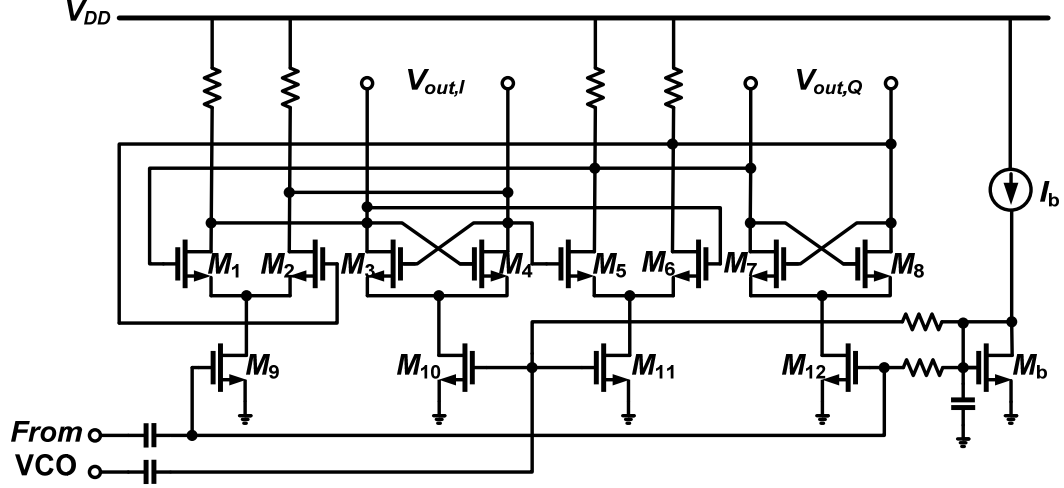 V_DD
V_out,I V_out,Q
I_b
M_1 M_2 M_3 M_4 M_5 M_6 M_7 M_8
M_9 M_10 M_11 M_12 M_b
From
VCO